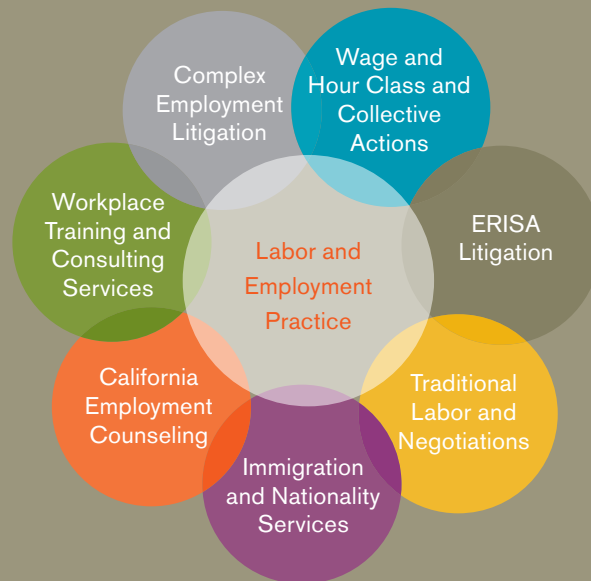 Complex
Employment
Litigation
Wage and
Hour Class and
Collective
Actions
Workplace
Training and
Consulting
Services
Labor and
Employment
Practice
ERISA
Litigation
California
Employment
Counseling
Traditional
Labor and
Negotiations
Immigration
and Nationality
Services